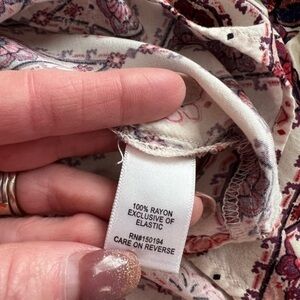 100% RAYON
EXCLUSIVE OF
ELASTIC
RN#150194
CARE ON REVERSE